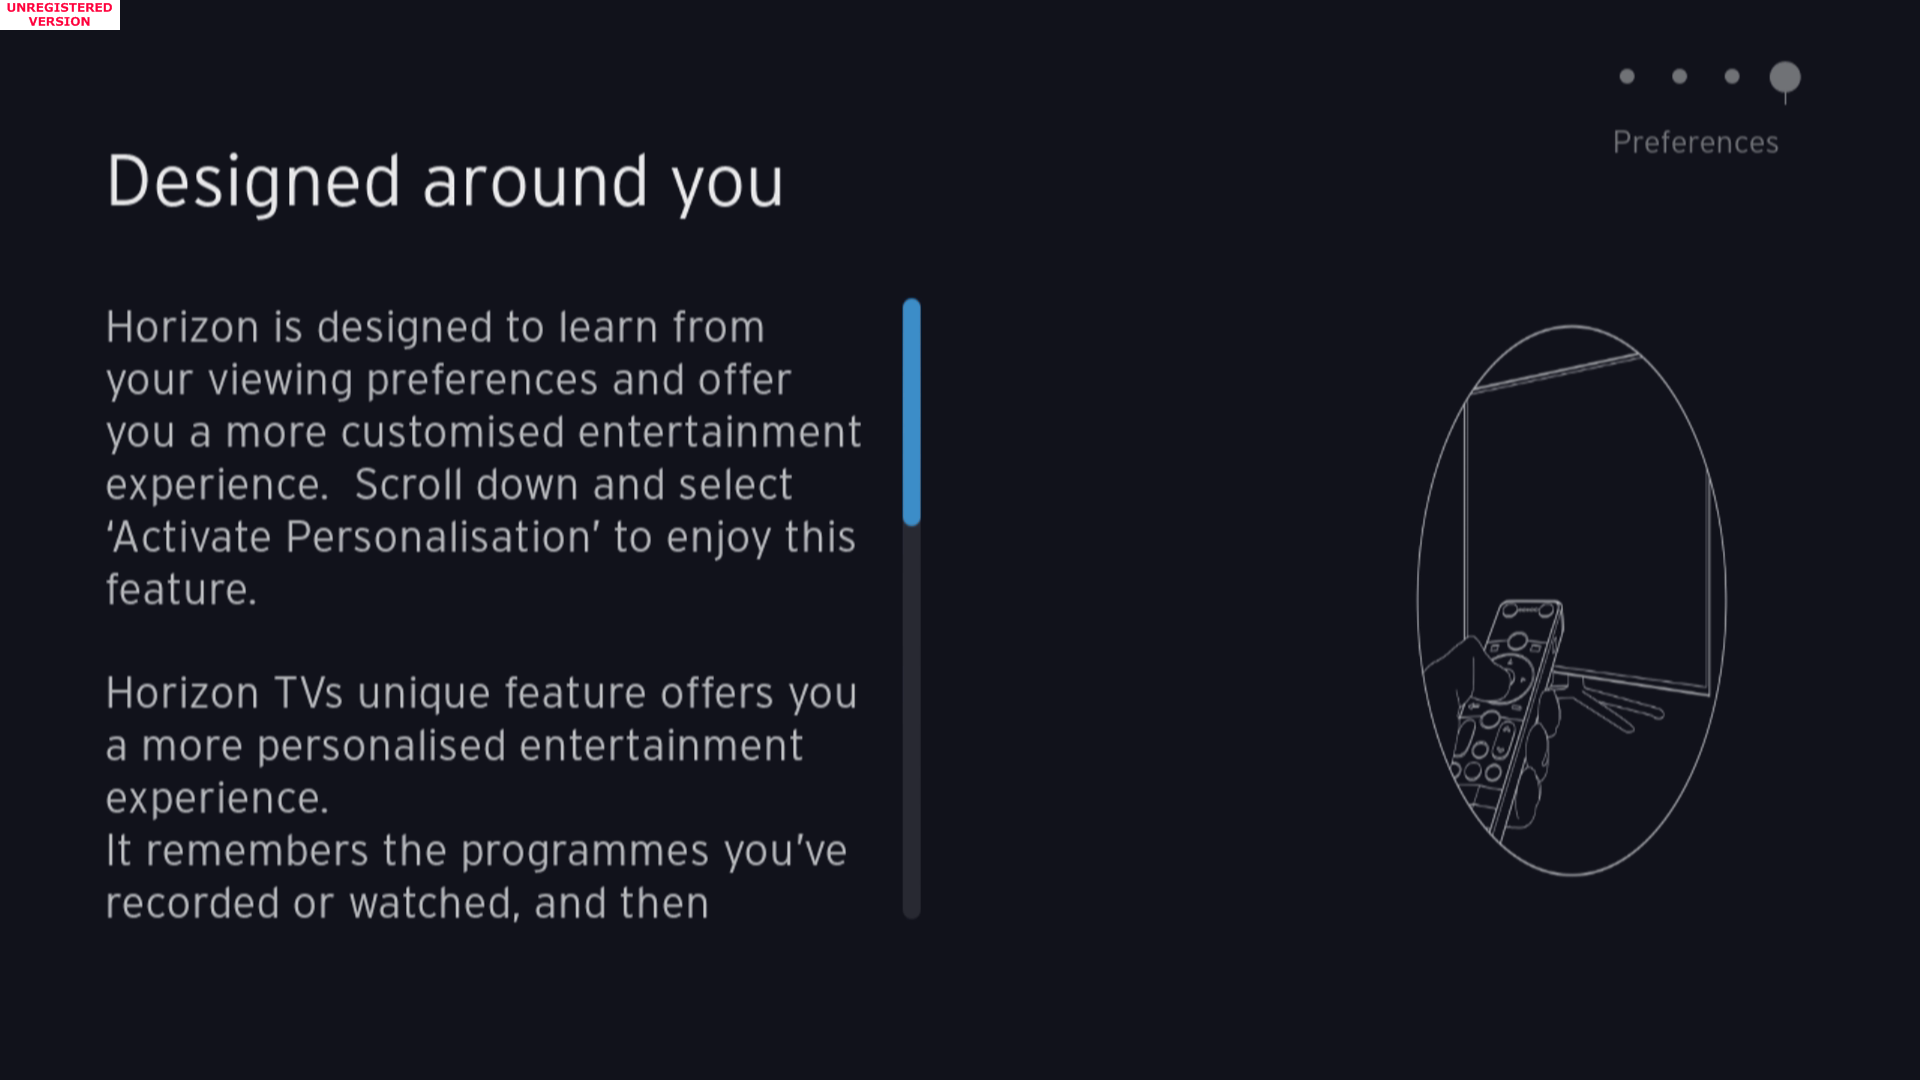 UNREGISTERED
VERSION
Preferences
Designed around you
Horizon is designed to learn from
your viewing preferences and offer
you a more customised entertainment
experience.  Scroll down and select
‘Activate Personalisation’ to enjoy this
feature.
Horizon TVs unique feature offers you
a more personalised entertainment
experience.
It remembers the programmes you’ve
recorded or watched, and then